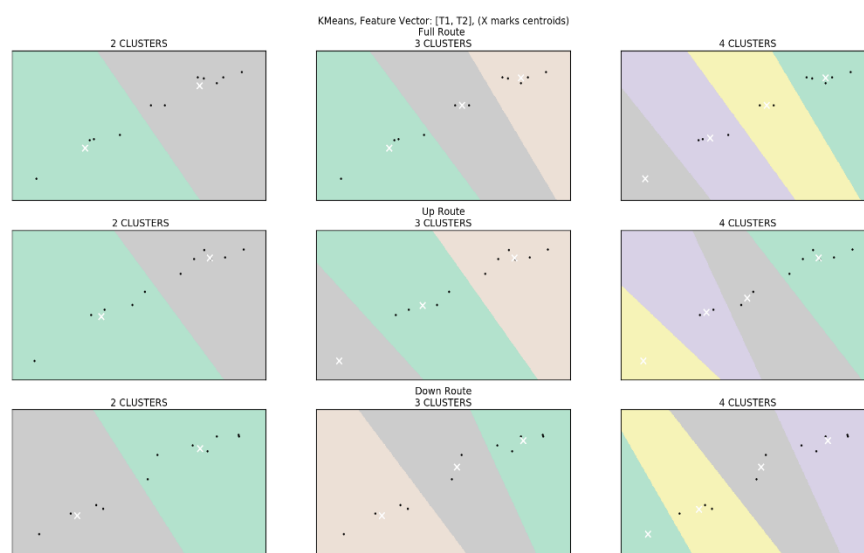 KMeans, Feature Vector: [T1, T2], (X marks centroids)
Full Route
2 CLUSTERS
3 CLUSTERS
4 CLUSTERS
Up Route
2 CLUSTERS
3 CLUSTERS
4 CLUSTERS
Down Route
2 CLUSTERS
3 CLUSTERS
4 CLUSTERS